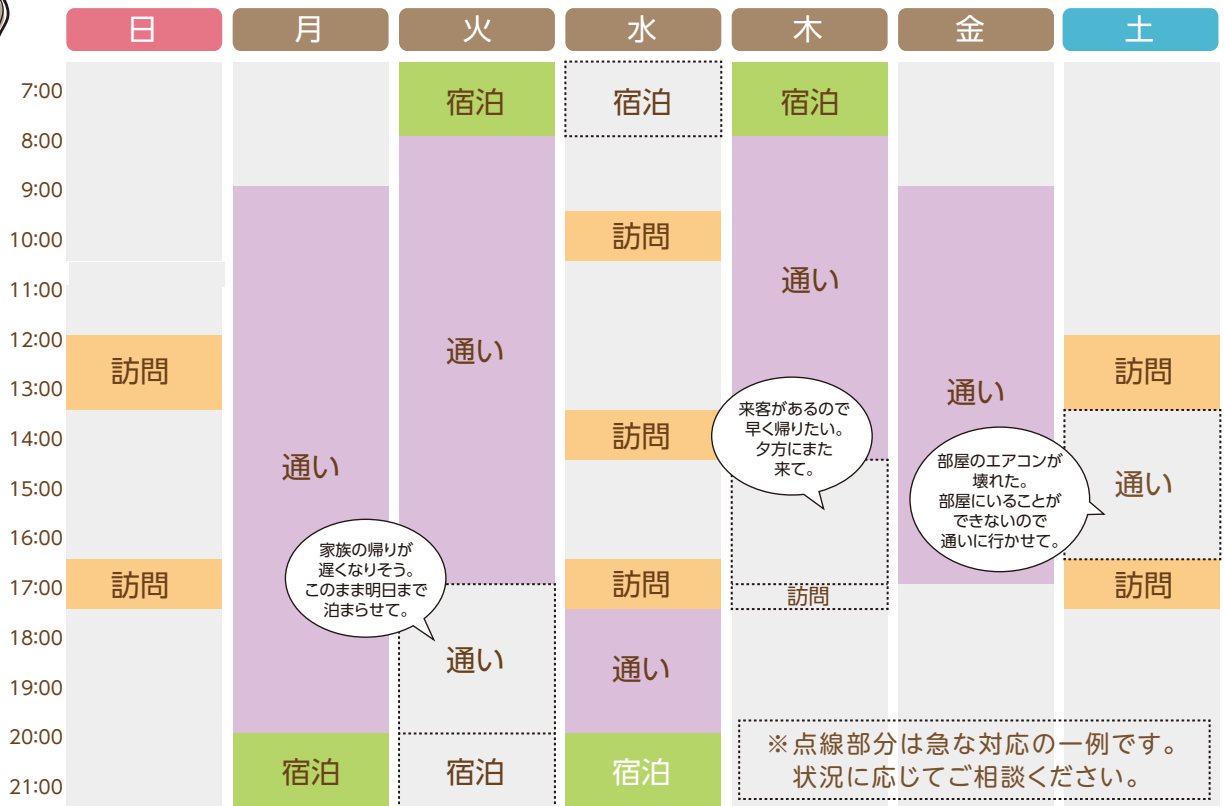 日
月
火
水
木
金
土
7:00
8:00
9:00
10:00
11:00
12:00
13:00
14:00
15:00
16:00
17:00
18:00
19:00
20:00
21:00
訪問
訪問
通い
宿泊
宿泊
通い
家族の帰りが
遅くなりそう。
このまま明日まで
泊まらせて。
通い
宿泊
宿泊
訪問
訪問
訪問
通い
宿泊
宿泊
通い
来客があるので
早く帰りたい。
夕方にまた
来て。
訪問
通い
部屋のエアコンが
壊れた。
部屋にいることが
できないので
通いに行かせて。
訪問
通い
訪問
※点線部分は急な対応の一例です。
状況に応じてご相談ください。